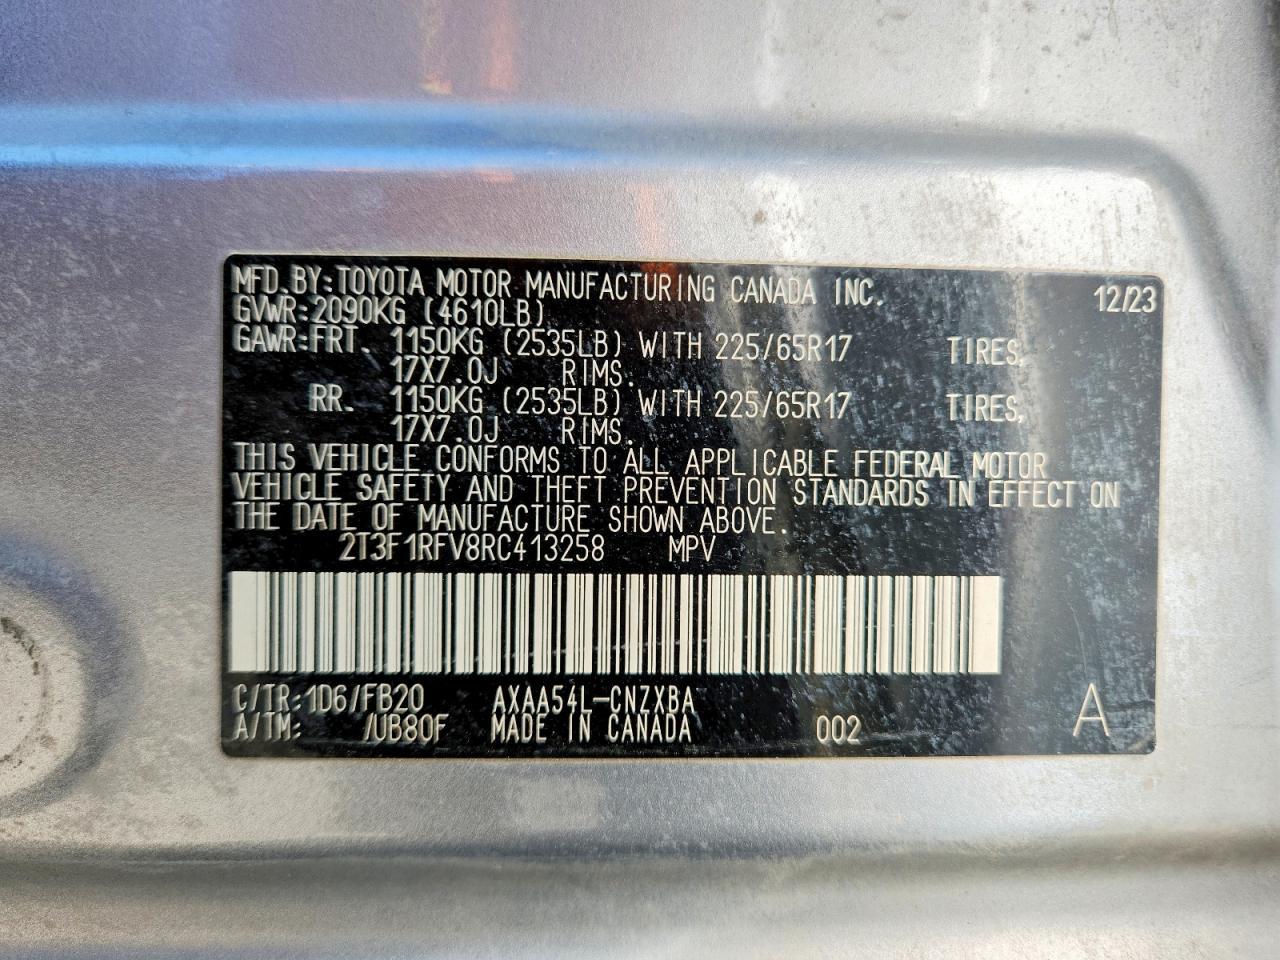 MFD.BY:TOYOTA MOTOR MANUFACTURING CANADA INC. 12/23
GVWR:2090KG (4610LB)
GAWR:FRT. 1150KG (2535LB) WITH 225/65R17 TIRES,
17X7.0J RIMS.
RR. 1150KG (2535LB) WITH 225/65R17 TIRES,
17X7.0J RIMS.
THIS VEHICLE CONFORMS TO ALL APPLICABLE FEDERAL MOTOR
VEHICLE SAFETY AND THEFT PREVENTION STANDARDS IN EFFECT ON
THE DATE OF MANUFACTURE SHOWN ABOVE.
2T3F1RFV8RC413258 MPV
C/TR:1D6/FB20 AXAA54L-CNZXBA
A/TM: /UB80F MADE IN CANADA 002 A